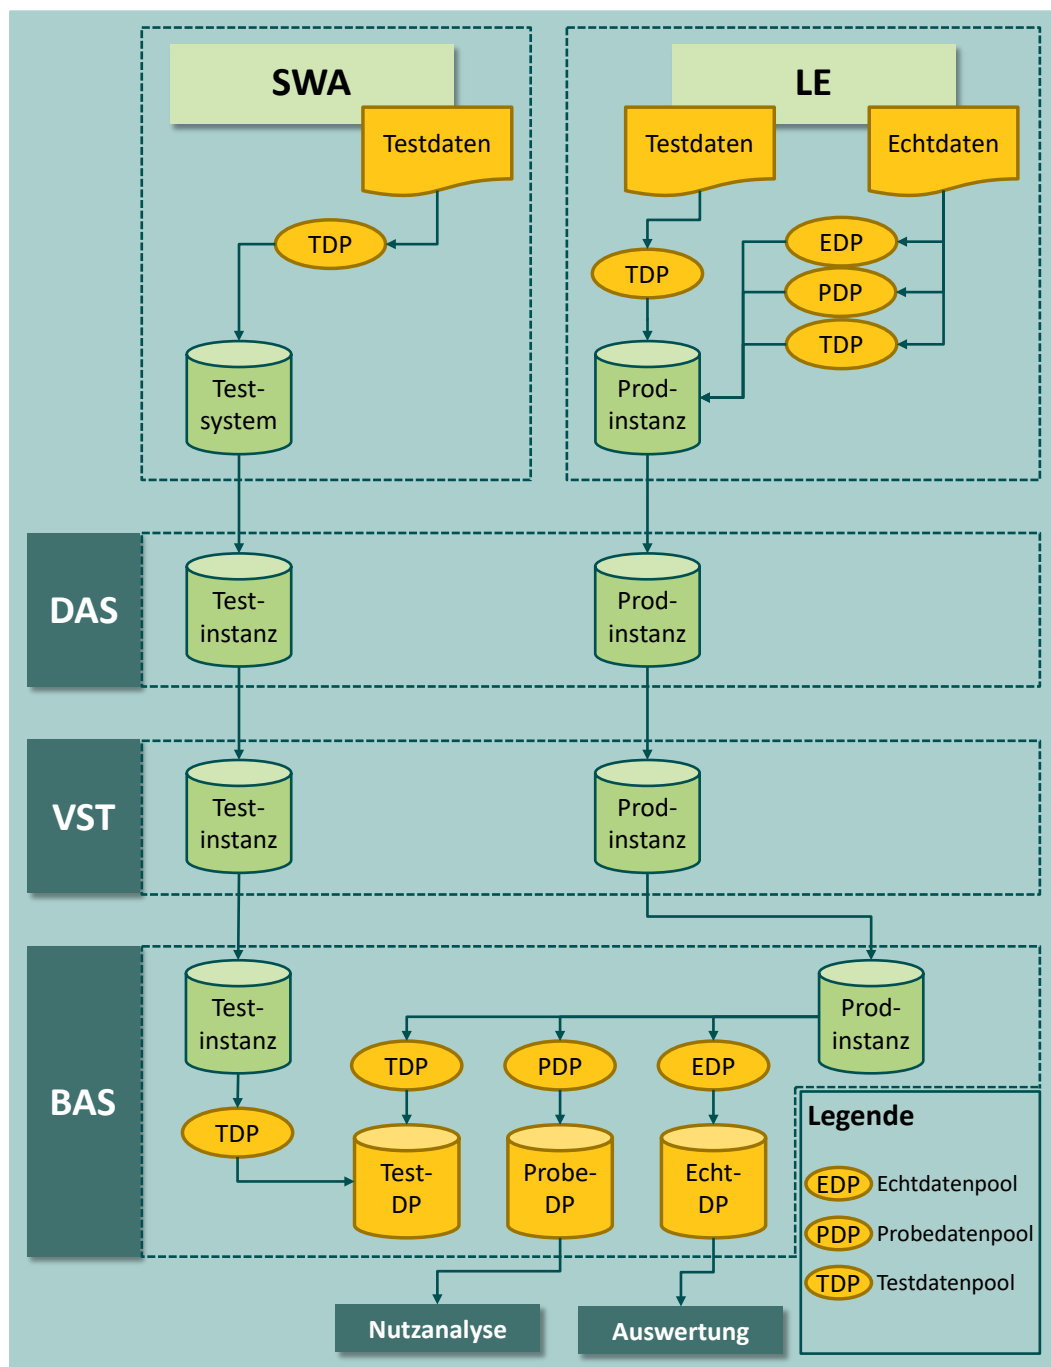 SWA
LE
Testdaten
Testdaten
Echtdaten
TDP
TDP
EDP
PDP
TDP
Test-
system
Prod-
instanz
DAS
Test-
instanz
Prod-
instanz
VST
Test-
instanz
Prod-
instanz
BAS
Test-
instanz
Prod-
instanz
TDP
PDP
EDP
TDP
Test-
DP
Probe-
DP
Echt-
DP
Legende
EDP Echtdatenpool
PDP Probedatenpool
TDP Testdatenpool
Nutzanalyse
Auswertung